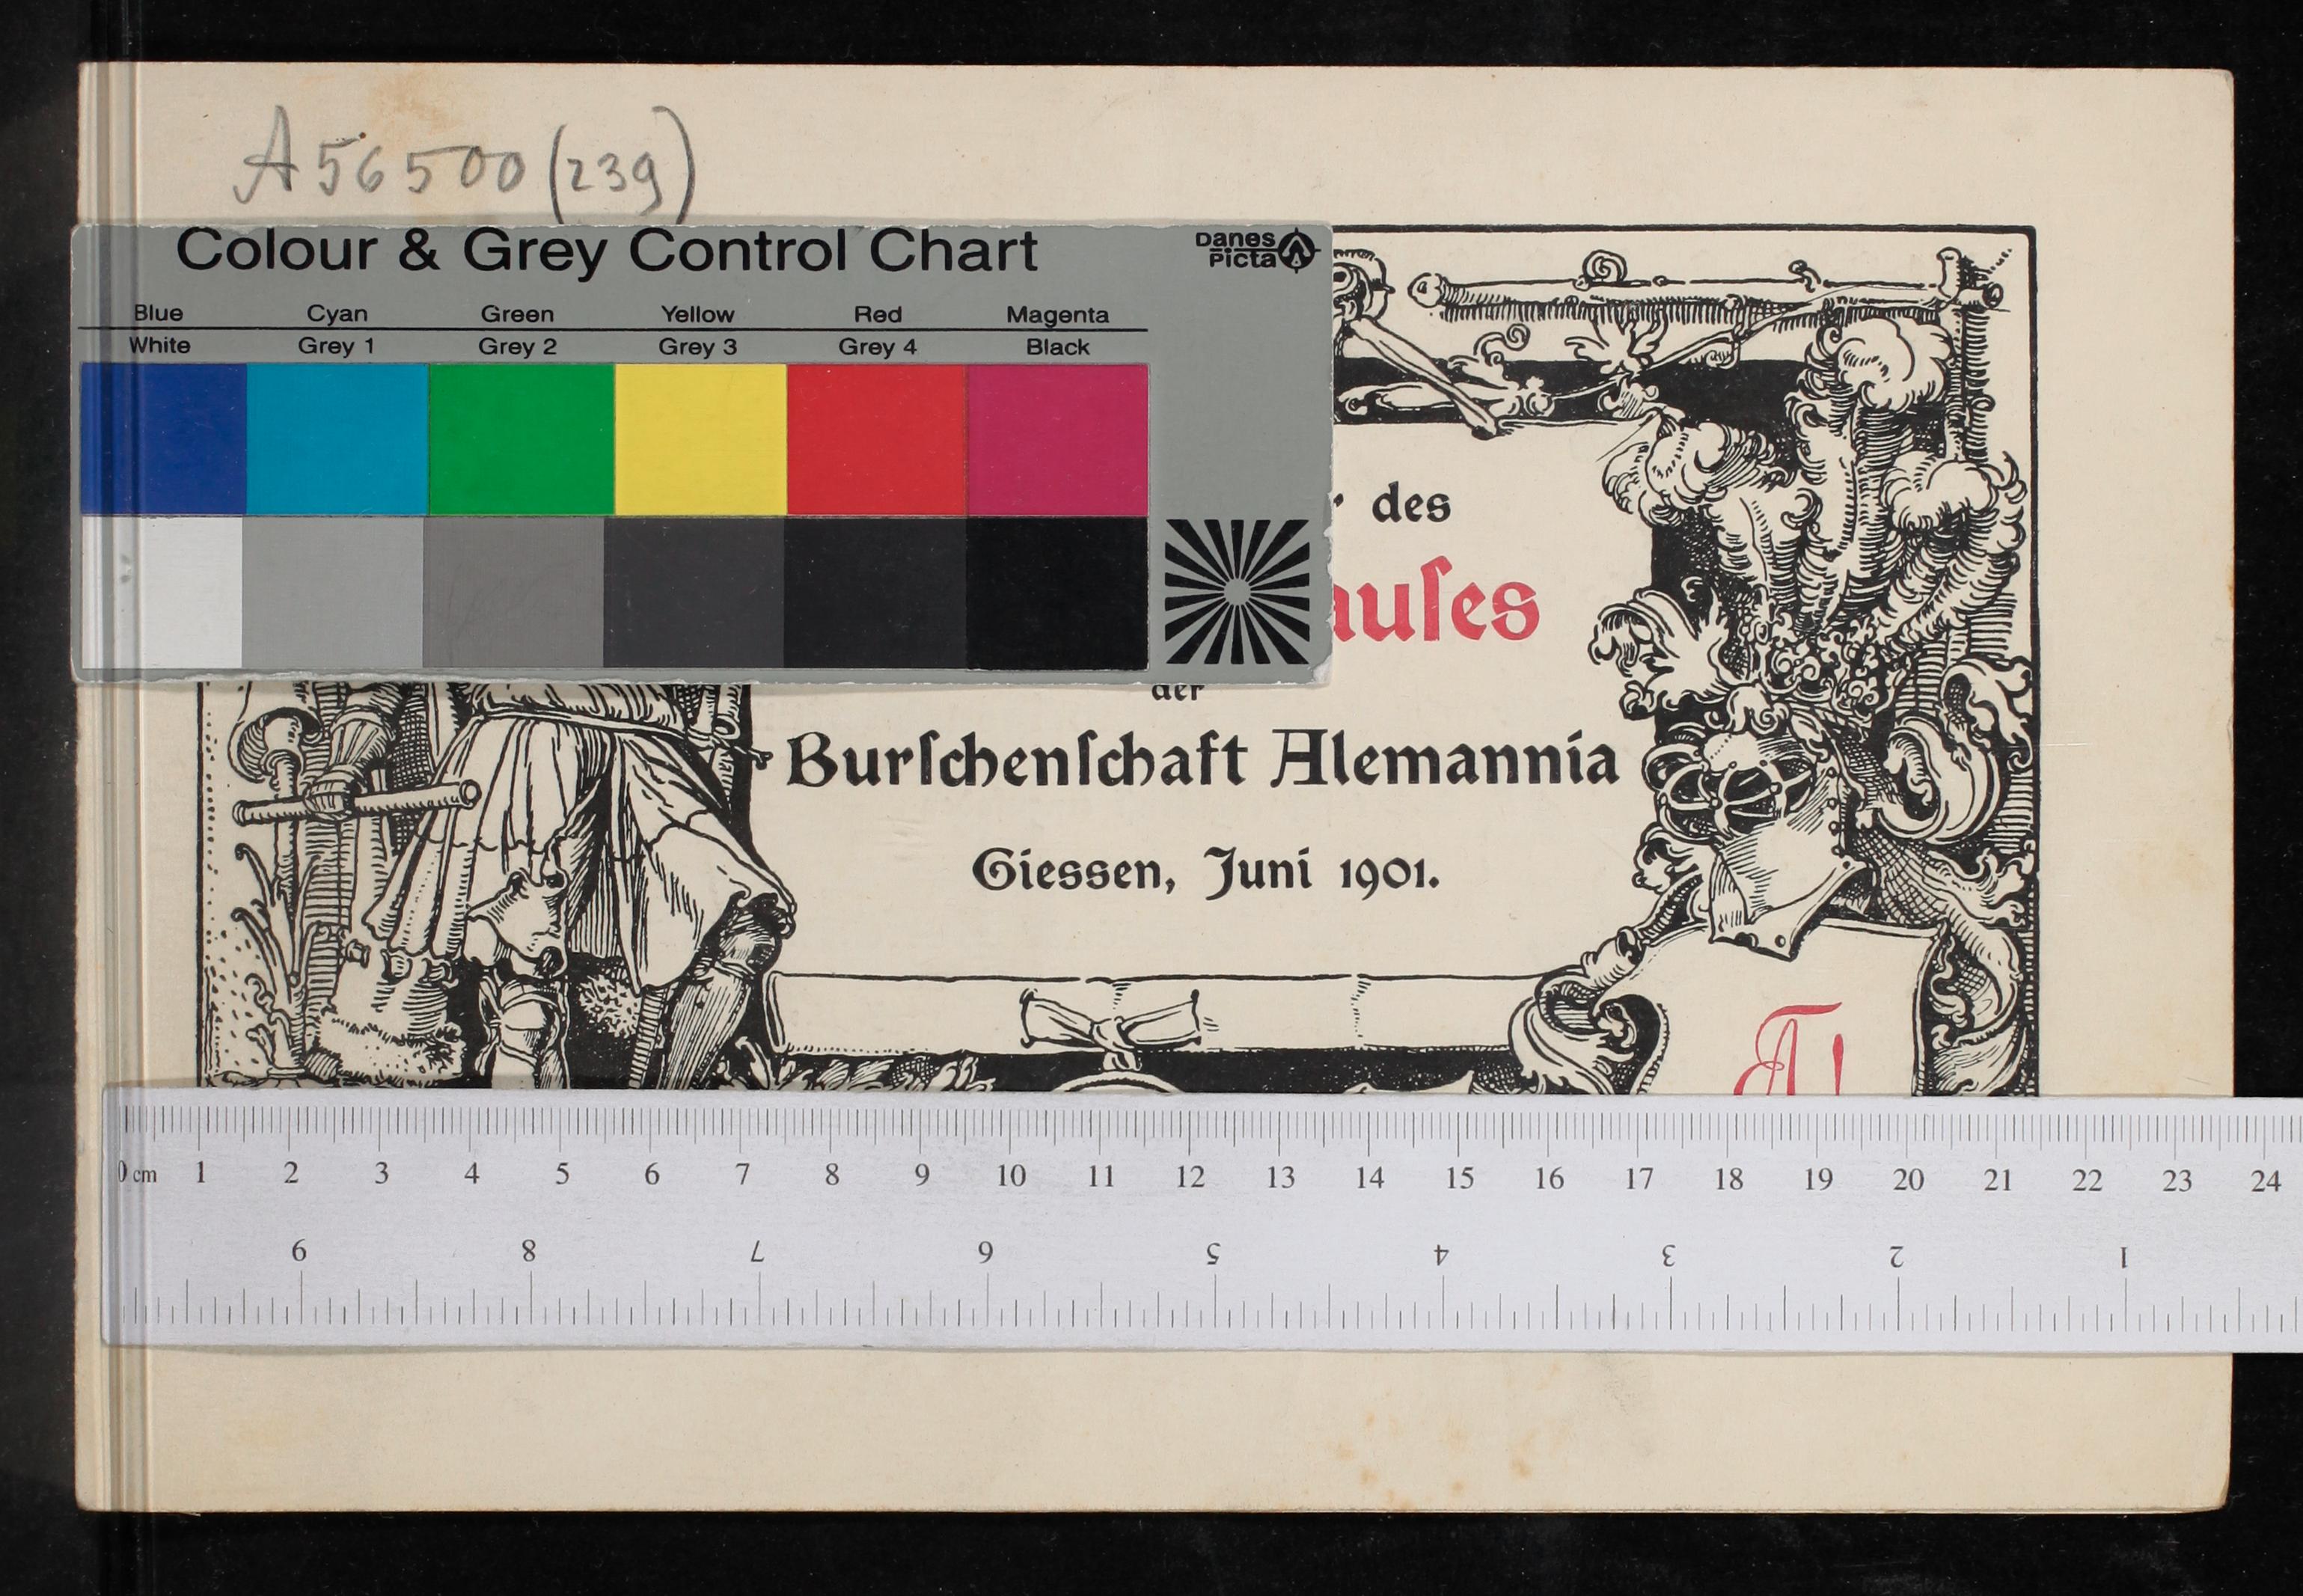 A 56500 (239)
Colour & Grey Control Chart
Danes
Picta
Blue Cyan Green Yellow Red Magenta
White Grey 1 Grey 2 Grey 3 Grey 4 Black
des
auſes
der
Burſchenſchaft Alemannia
Giessen, Juni 1901.
0 cm 1 2 3 4 5 6 7 8 9 10 11 12 13 14 15 16 17 18 19 20 21 22 23 24
9 8 7 6 5 4 3 2 1